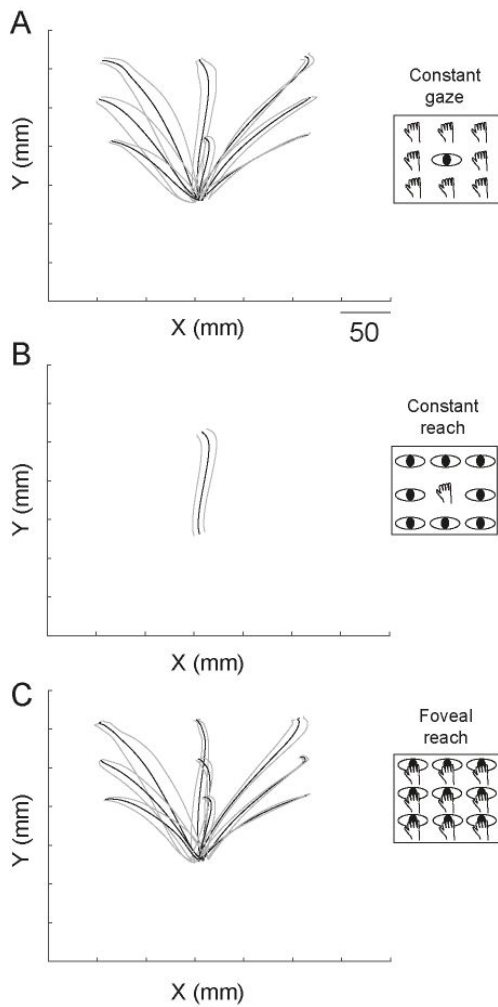 A
Y (mm)
X (mm)
50
Constant
gaze
B
Y (mm)
X (mm)
Constant
reach
C
Y (mm)
X (mm)
Foveal
reach